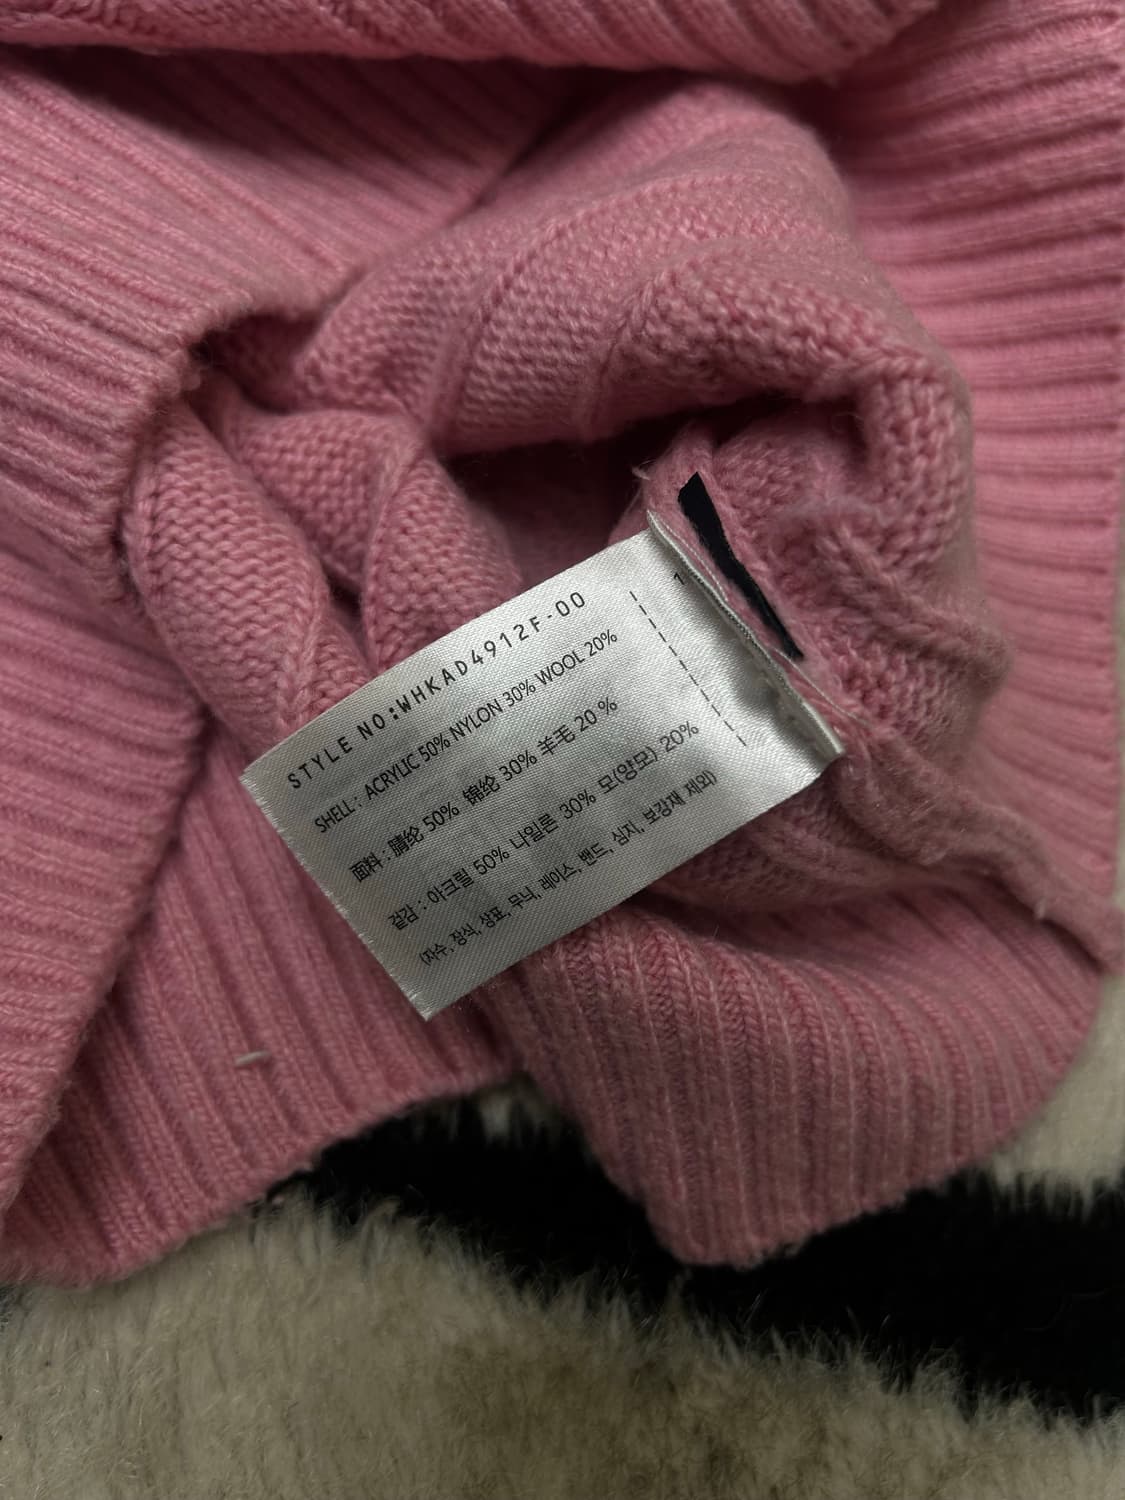 1
STYLE NO:WHKAD4912F-00
SHELL : ACRYLIC 50% NYLON 30% WOOL 20%
面料 : 腈纶 50% 锦纶 30% 羊毛 20 %
겉감 : 아크릴 50% 나일론 30% 모(양모) 20%
(자수, 장식, 상표, 무늬, 레이스, 밴드, 심지, 보강재 제외)